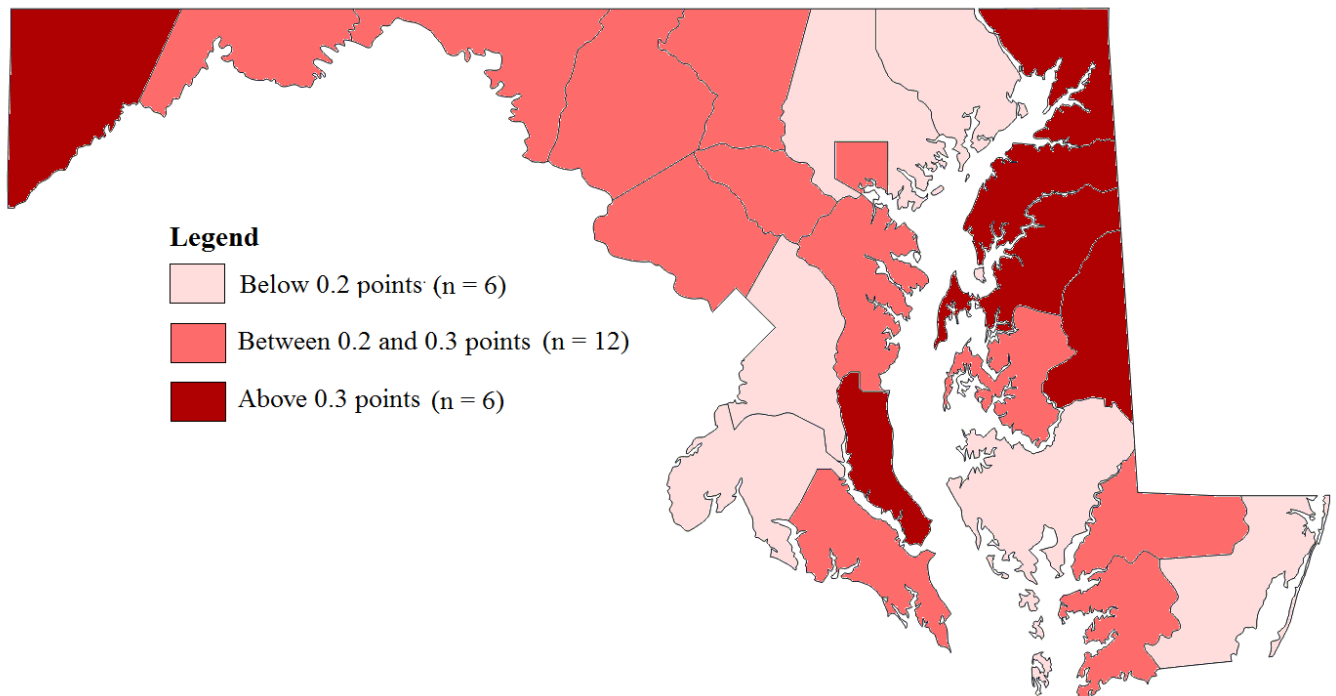 Legend
Below 0.2 points (n = 6)
Between 0.2 and 0.3 points (n = 12)
Above 0.3 points (n = 6)